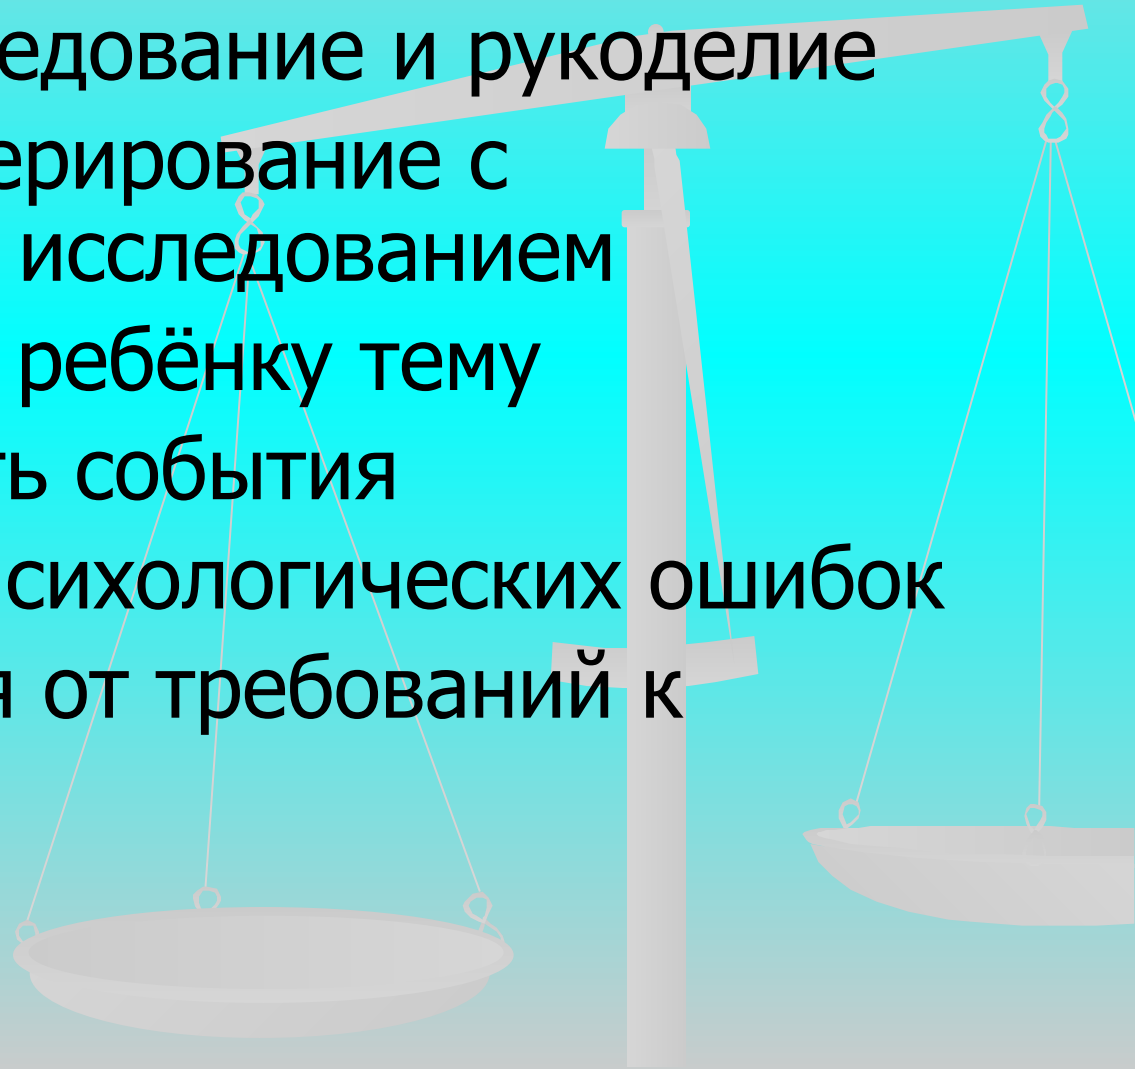 едование и рукоделие
ерирование с
исследованием
ребёнку тему
ть события
сихологических ошибок
я от требований к